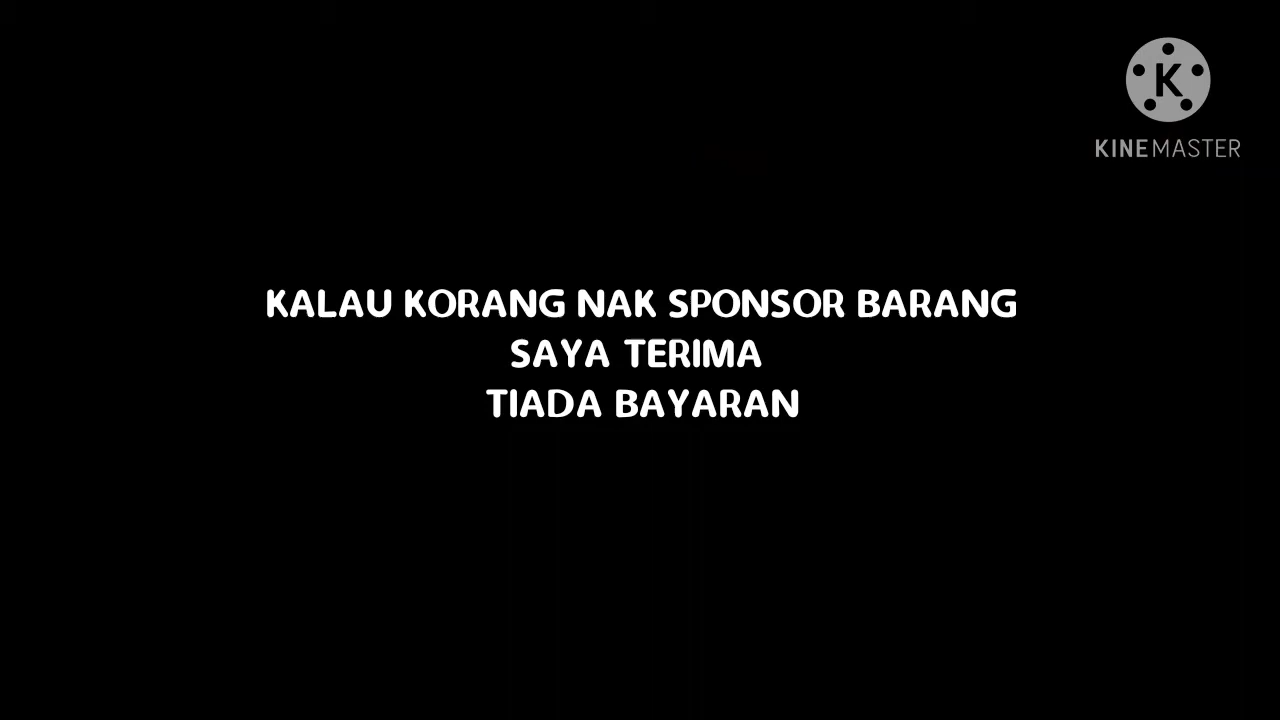 K
KINEMASTER
KALAU KORANG NAK SPONSOR BARANG
SAYA TERIMA
TIADA BAYARAN